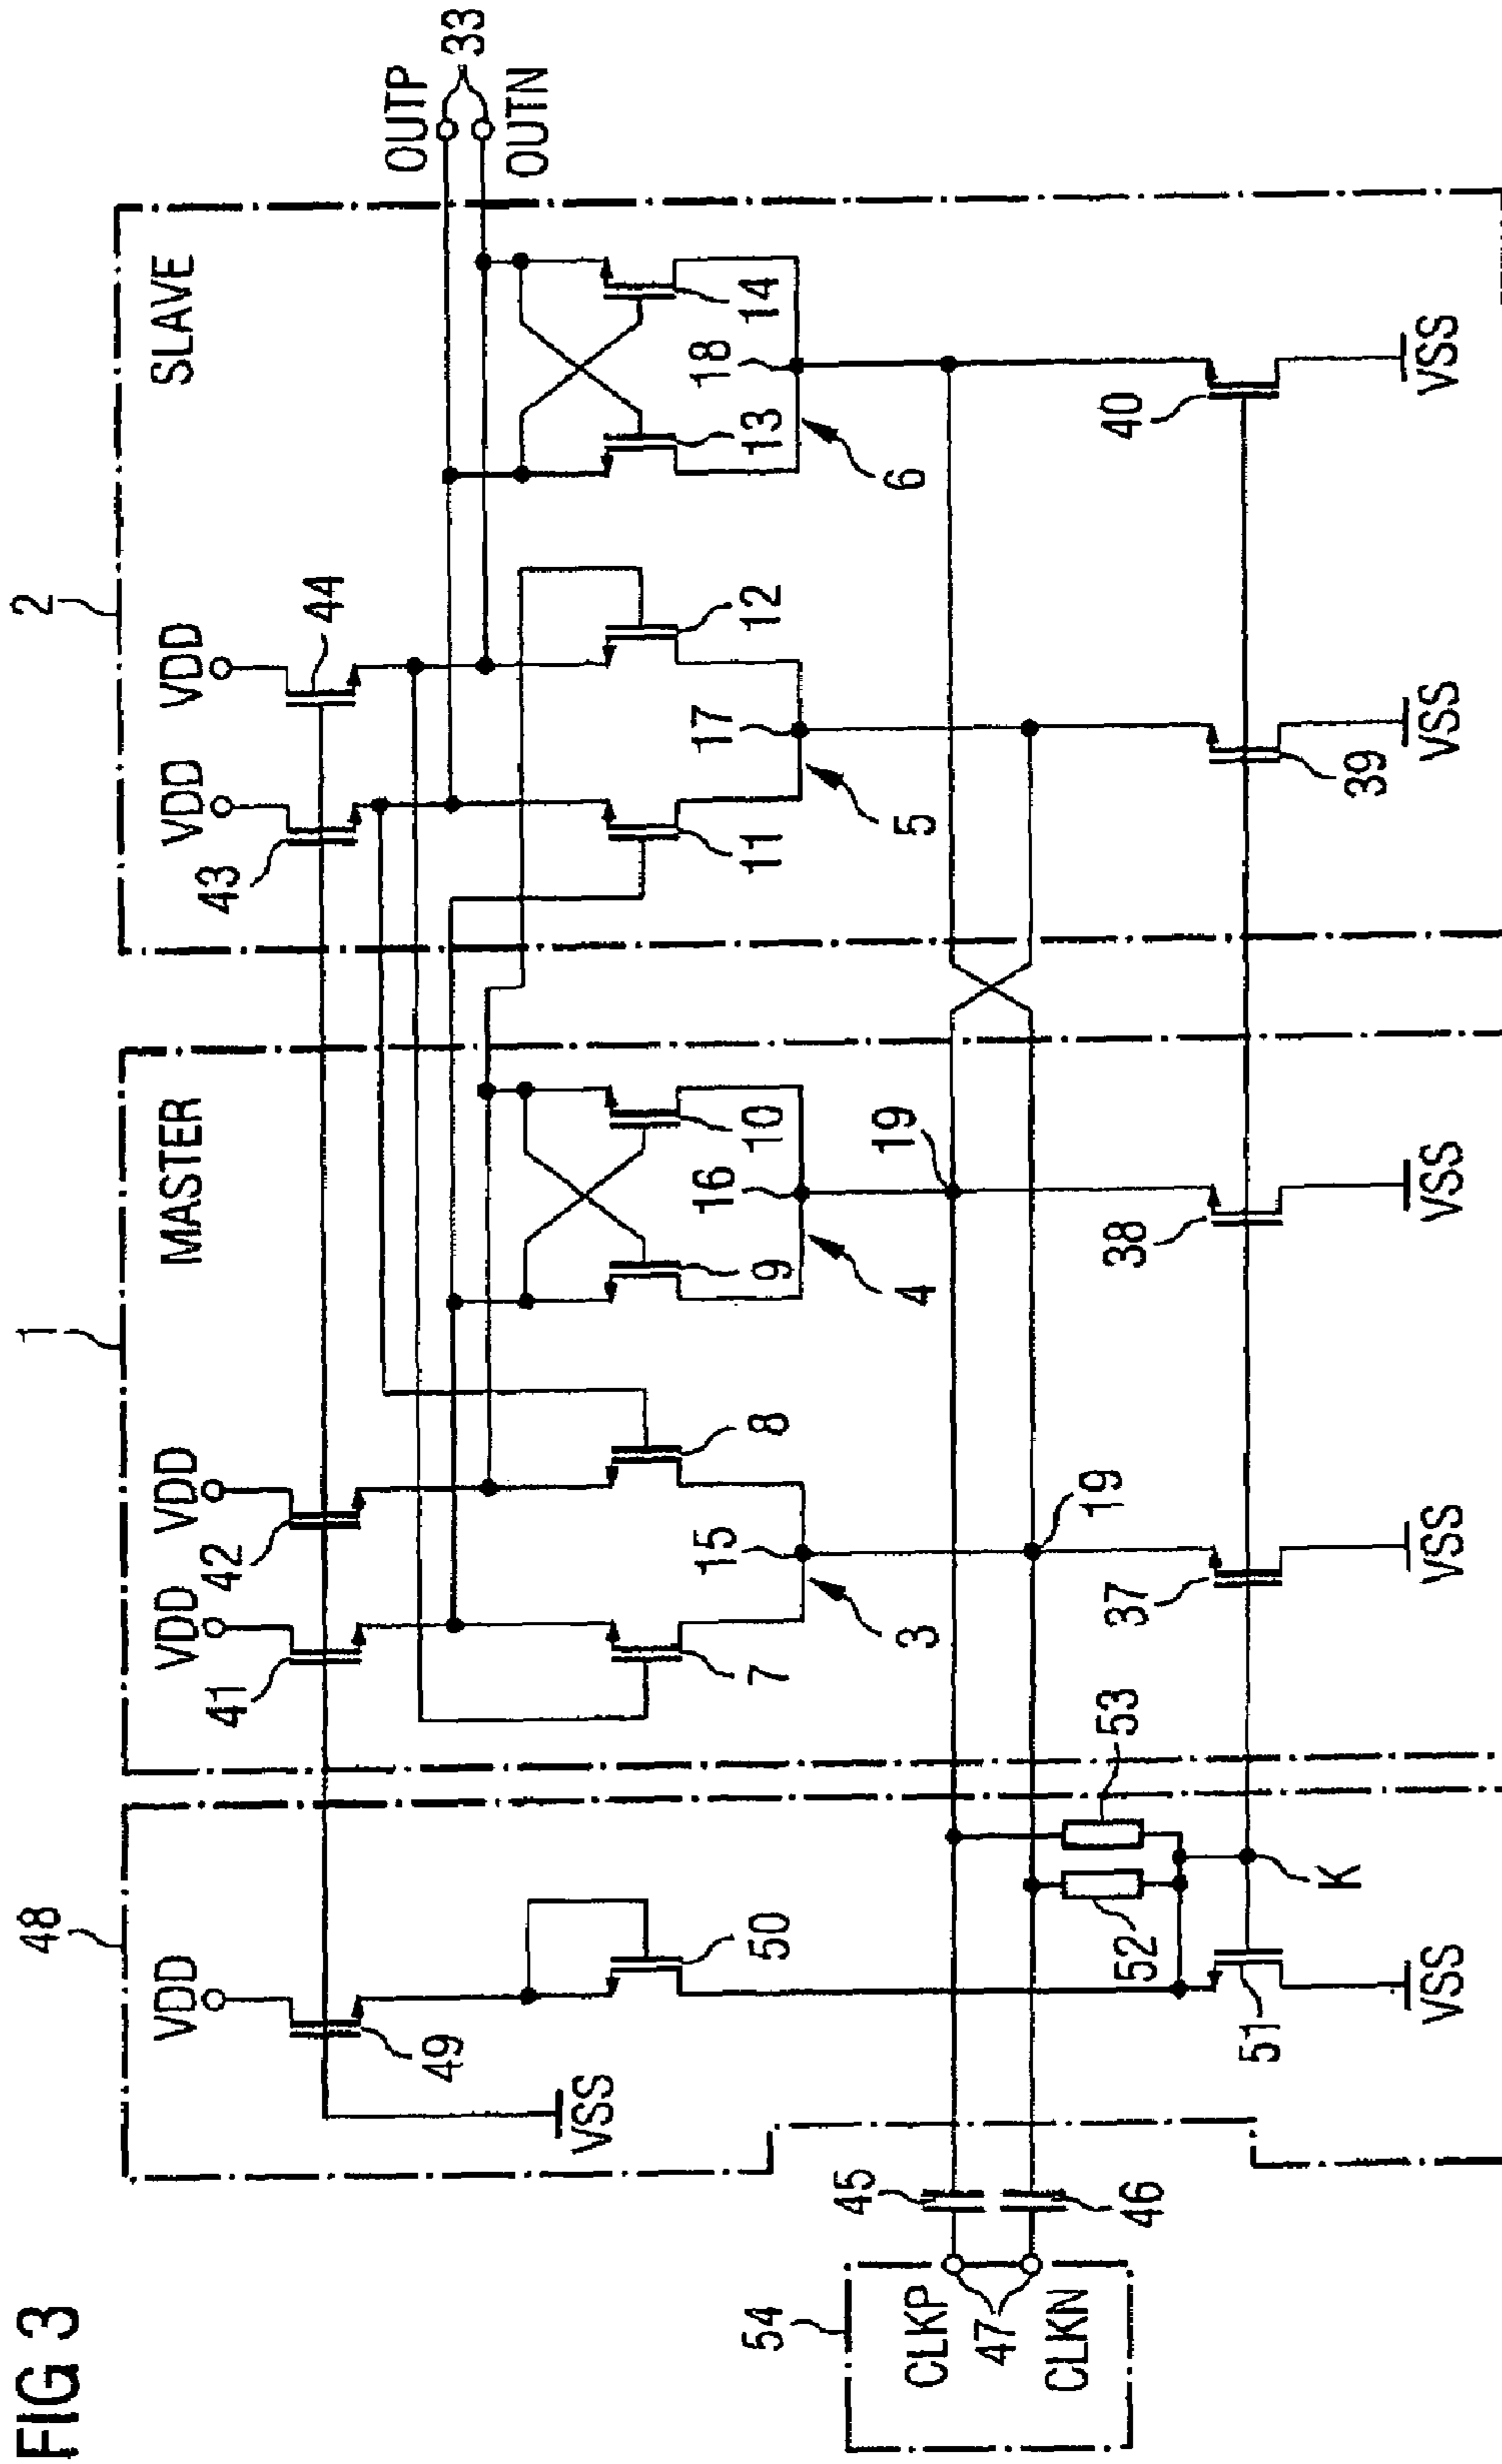 FIG 3
48
1
2
MASTER
SLAVE
VDD
VDD
VDD
VDD
VDD
49
41
42
43
44
VSS
OUTP
OUTN
33
50
7
8
9
10
11
12
13
14
15
16
17
18
3
4
5
6
54
CLKP
47
CLKN
45
46
19
19
52
53
K
51
37
38
39
40
VSS
VSS
VSS
VSS
VSS